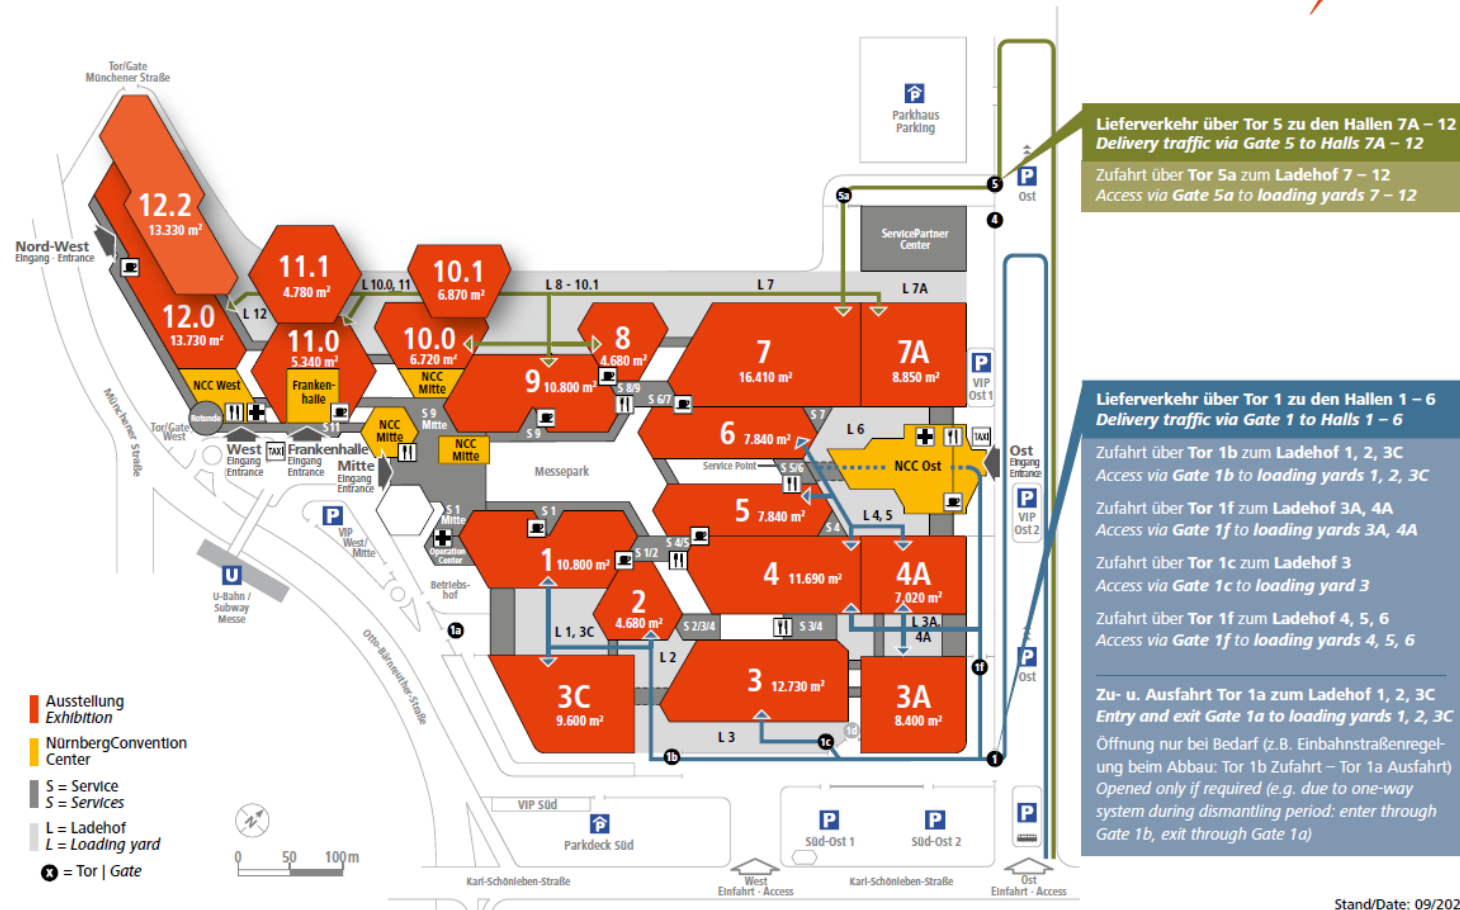 Tor/Gate
Münchener Straße
12.2
13.330 m²
Nord-West
Eingang · Entrance
11.1
4.780 m²
L 10.0, 11
10.1
6.870 m²
L 8 - 10.1
L 7
L 7A
P
Parkhaus
Parking
ServicePartner
Center
5a
5
4
P
Ost
12.0
13.730 m²
L 12
11.0
5.340 m²
10.0
6.720 m²
8
4.680 m²
7
16.410 m²
7A
8.850 m²
P
VIP
Ost 1
NCC West
Franken-
halle
NCC
Mitte
9 10.800 m²
S 8/9
S 6/7
Rotunde
S11
NCC
Mitte
S 9
Mitte
NCC
Mitte
S 9
6 7.840 m²
S 7
L 6
NCC Ost
TAXI
Ost
Eingang
Entrance
Münchener Straße
Tor/Gate
West
West
Eingang
Entrance
TAXI
Frankenhalle
Eingang
Entrance
Mitte
Eingang
Entrance
Messepark
Service Point
S 5/6
5 7.840 m²
S 4
L 4, 5
P
VIP
Ost 2
P
VIP
West/
Mitte
S 1
Mitte
S 1
Operation
Center
Betriebs-
hof
U
U-Bahn /
Subway
Messe
1 10.800 m²
S 1/2
S 4/5
4 11.690 m²
4A
7.020 m²
2
4.680 m²
1a
L 1, 3C
S 2/3/4
S 3/4
L 3A,
4A
L 2
Otto-Bärnreuther-Straße
3C
9.600 m²
3 12.730 m²
3A
8.400 m²
1f
P
Ost
L 3
1b
1c
1d
1
VIP Süd
P
Parkdeck Süd
P
Süd-Ost 1
P
Süd-Ost 2
P
Karl-Schönleben-Straße
West
Einfahrt · Access
Karl-Schönleben-Straße
Ost
Einfahrt · Access
Ausstellung
Exhibition
NürnbergConvention
Center
S = Service
S = Services
L = Ladehof
L = Loading yard
x = Tor | Gate
N
0 50 100m
Lieferverkehr über Tor 5 zu den Hallen 7A – 12
Delivery traffic via Gate 5 to Halls 7A – 12
Zufahrt über Tor 5a zum Ladehof 7 – 12
Access via Gate 5a to loading yards 7 – 12
Lieferverkehr über Tor 1 zu den Hallen 1 – 6
Delivery traffic via Gate 1 to Halls 1 – 6
Zufahrt über Tor 1b zum Ladehof 1, 2, 3C
Access via Gate 1b to loading yards 1, 2, 3C
Zufahrt über Tor 1f zum Ladehof 3A, 4A
Access via Gate 1f to loading yards 3A, 4A
Zufahrt über Tor 1c zum Ladehof 3
Access via Gate 1c to loading yard 3
Zufahrt über Tor 1f zum Ladehof 4, 5, 6
Access via Gate 1f to loading yards 4, 5, 6
Zu- u. Ausfahrt Tor 1a zum Ladehof 1, 2, 3C
Entry and exit Gate 1a to loading yards 1, 2, 3C
Öffnung nur bei Bedarf (z.B. Einbahnstraßenregel-
ung beim Abbau: Tor 1b Zufahrt – Tor 1a Ausfahrt)
Opened only if required (e.g. due to one-way
system during dismantling period: enter through
Gate 1b, exit through Gate 1a)
Stand/Date: 09/202